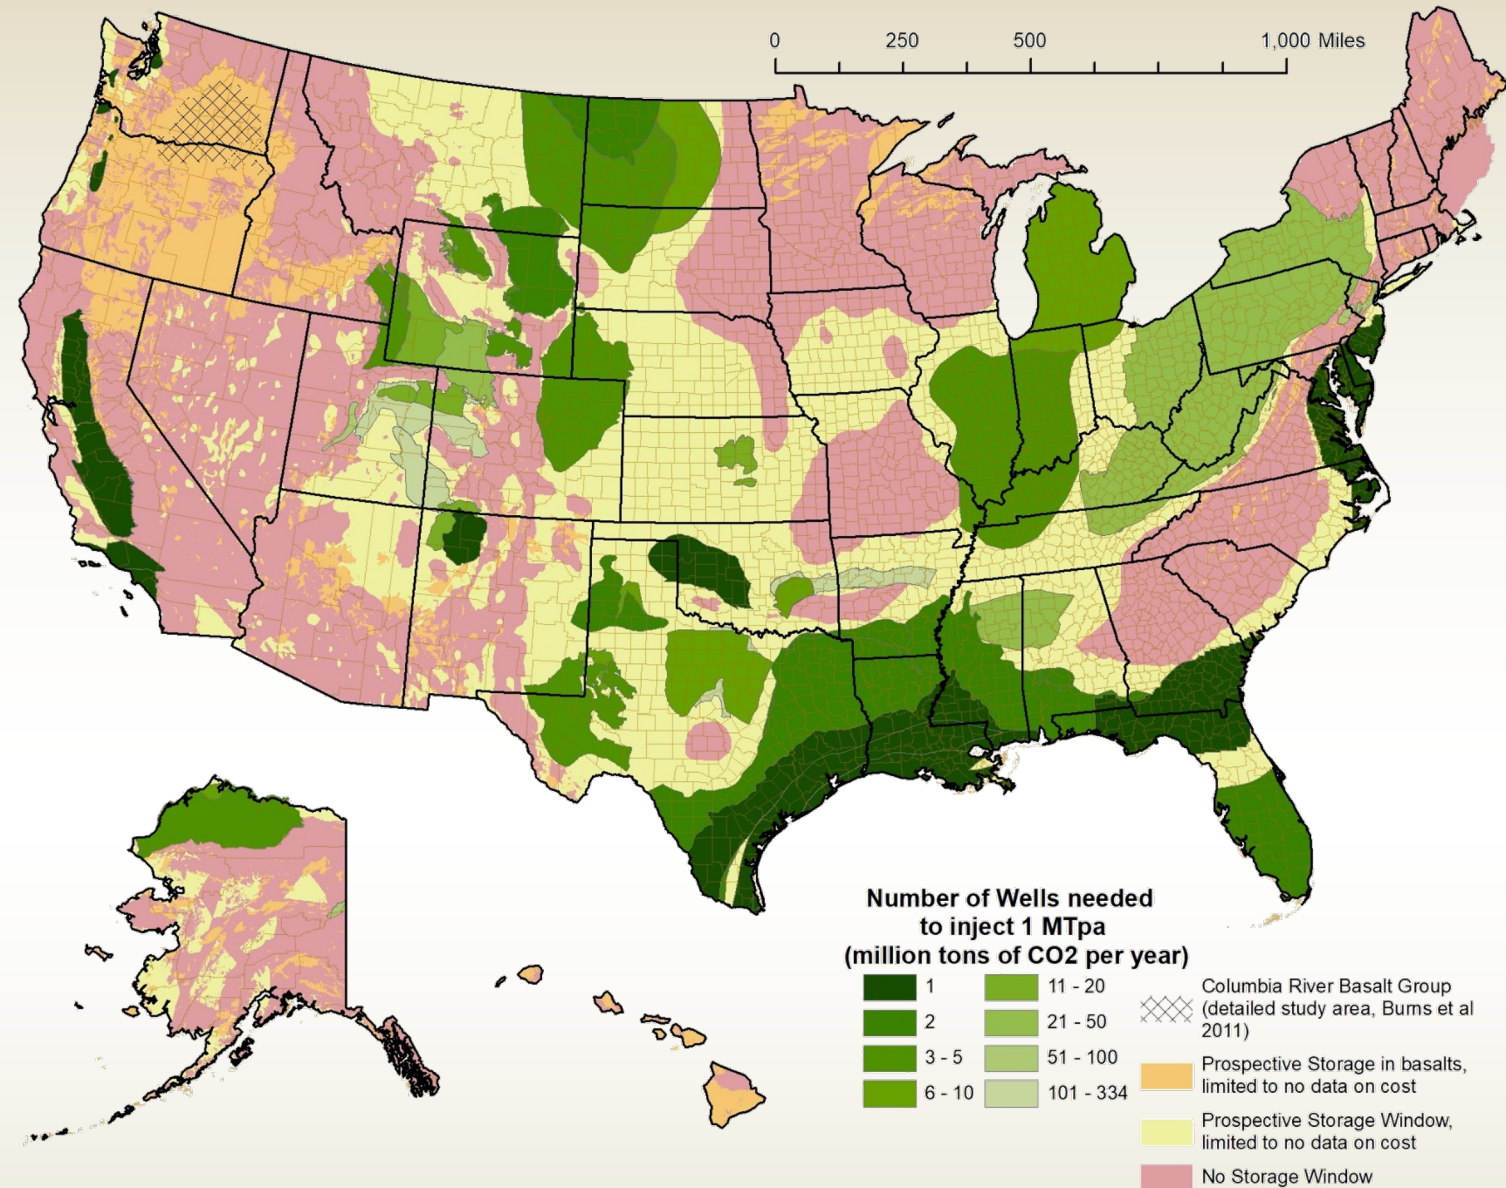 0 250 500 1,000 Miles
Number of Wells needed
to inject 1 MTpa
(million tons of CO2 per year)
1
2
3 - 5
6 - 10
11 - 20
21 - 50
51 - 100
101 - 334
Columbia River Basalt Group
(detailed study area, Burns et al
2011)
Prospective Storage in basalts,
limited to no data on cost
Prospective Storage Window,
limited to no data on cost
No Storage Window